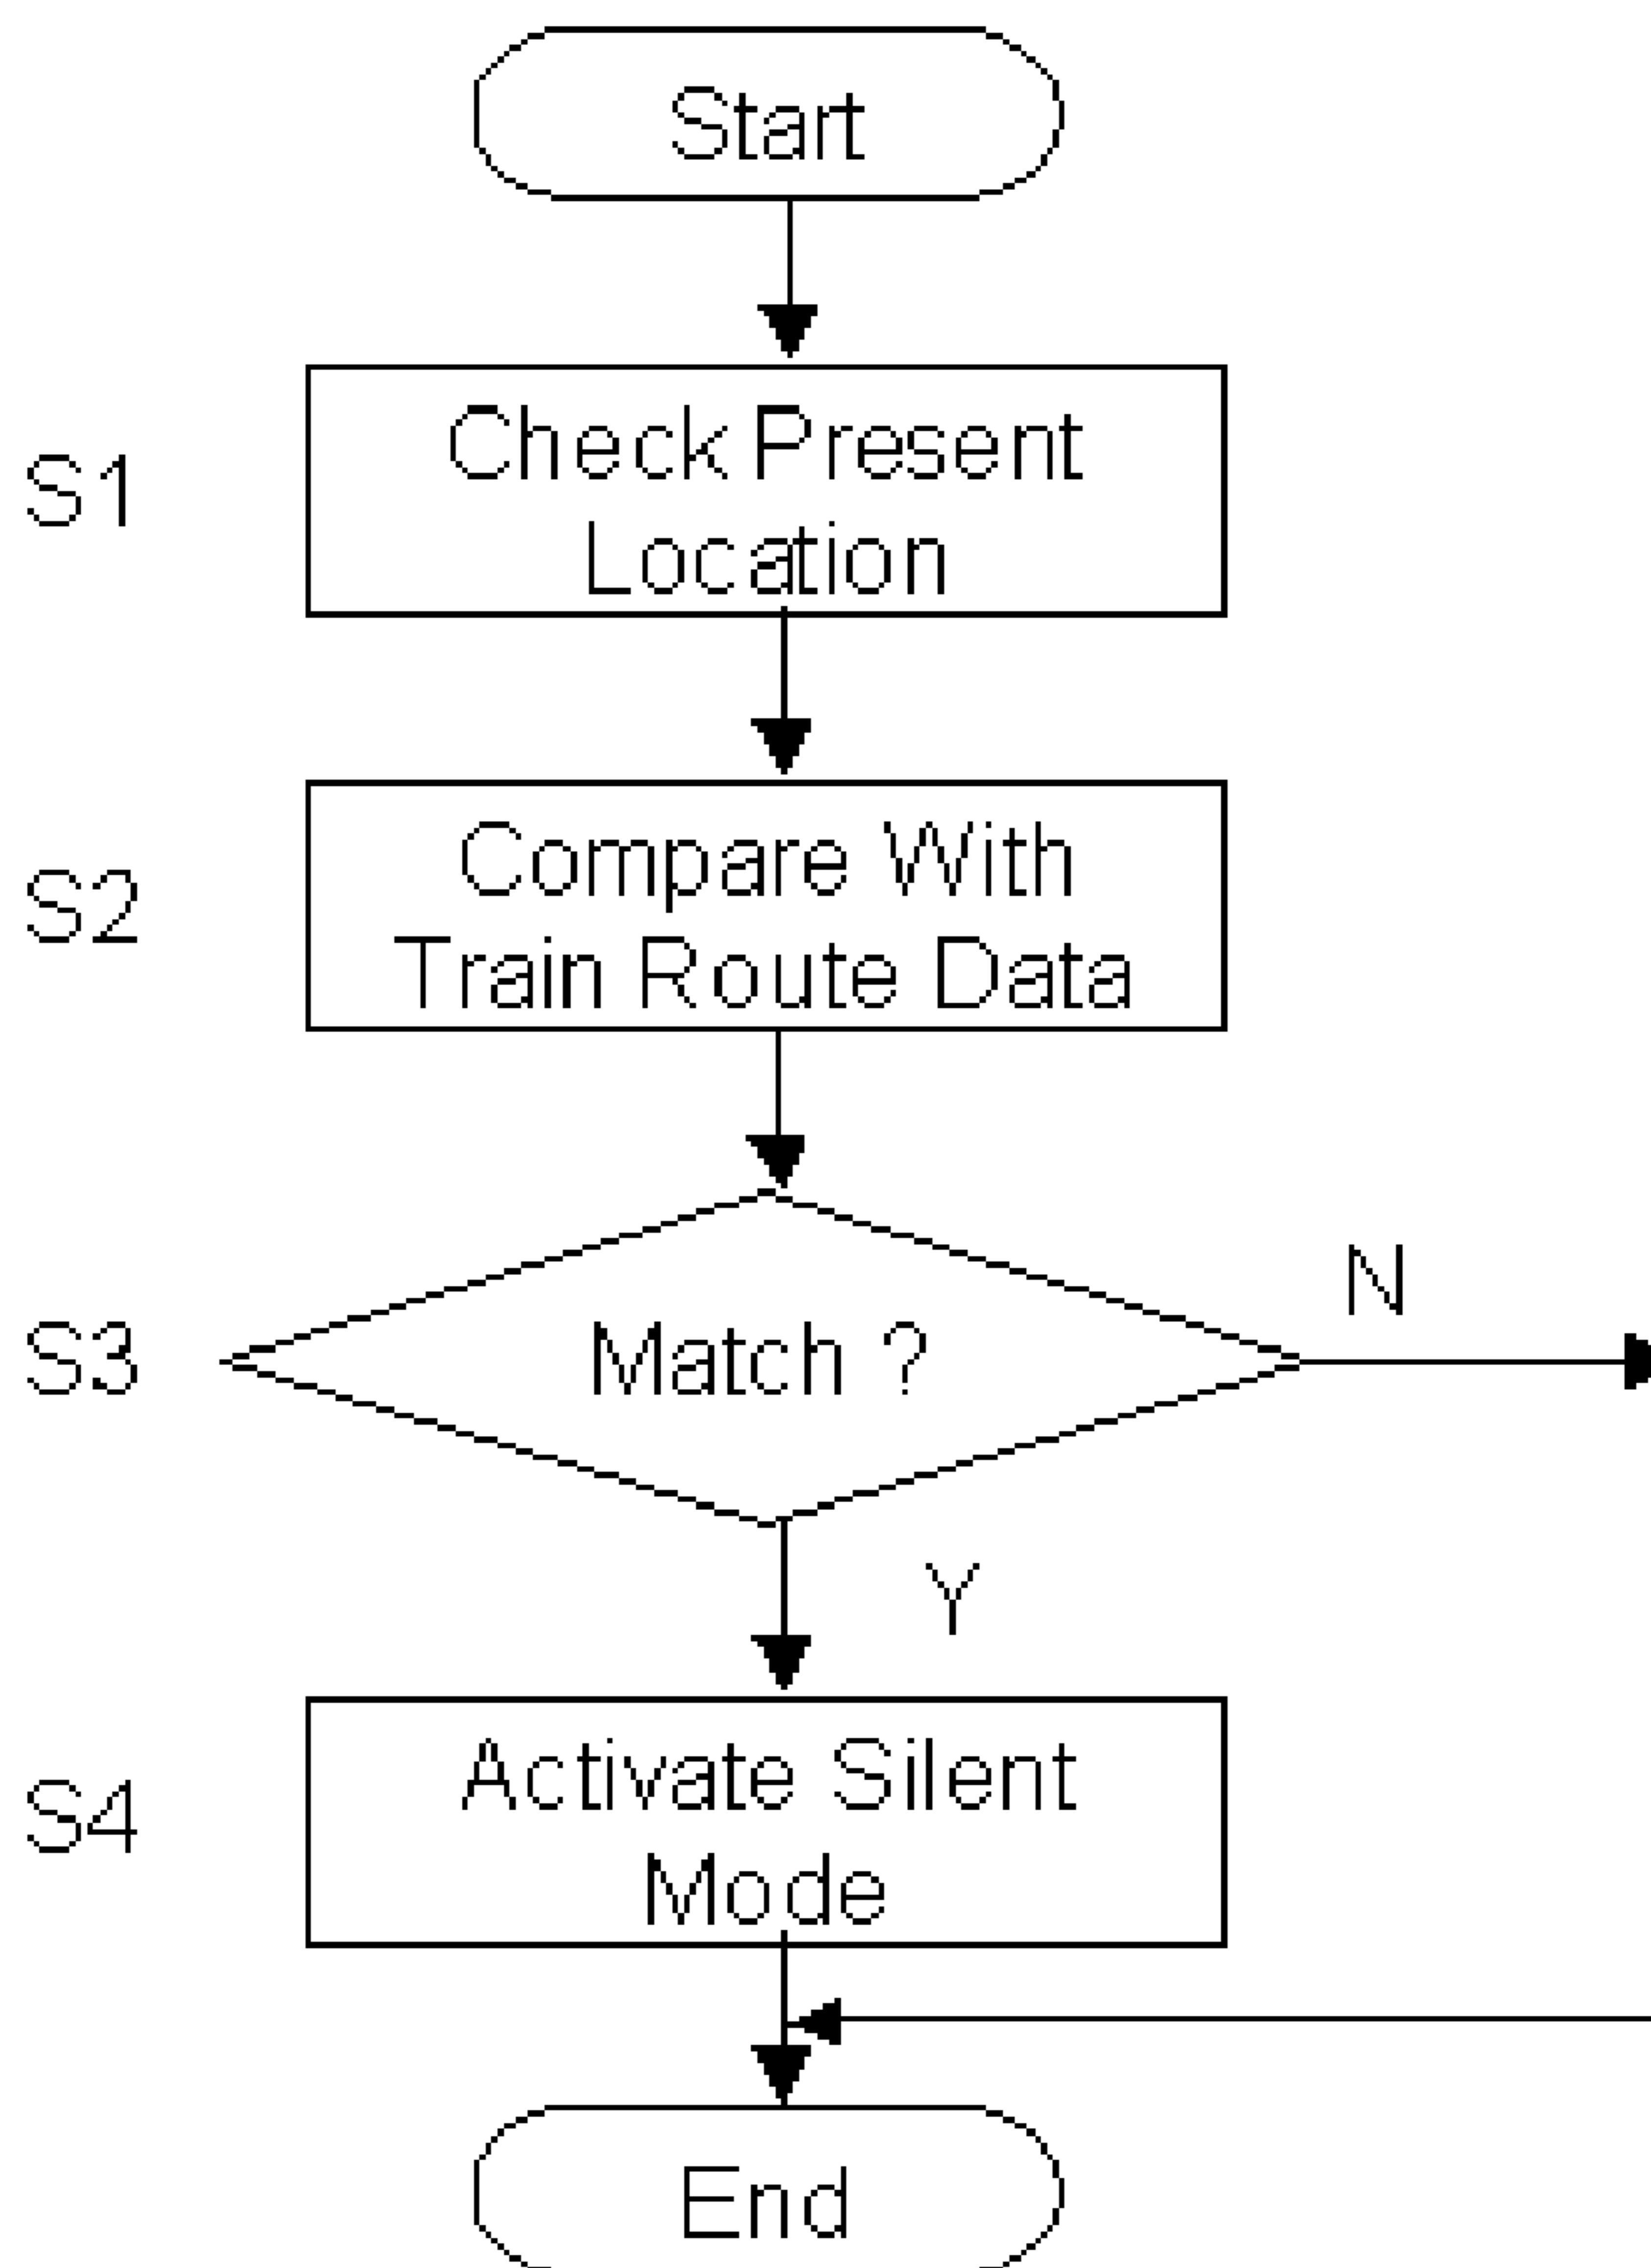 Start
S1
Check Present
Location
S2
Compare With
Train Route Data
S3
Match ?
N
Y
S4
Activate Silent
Mode
End